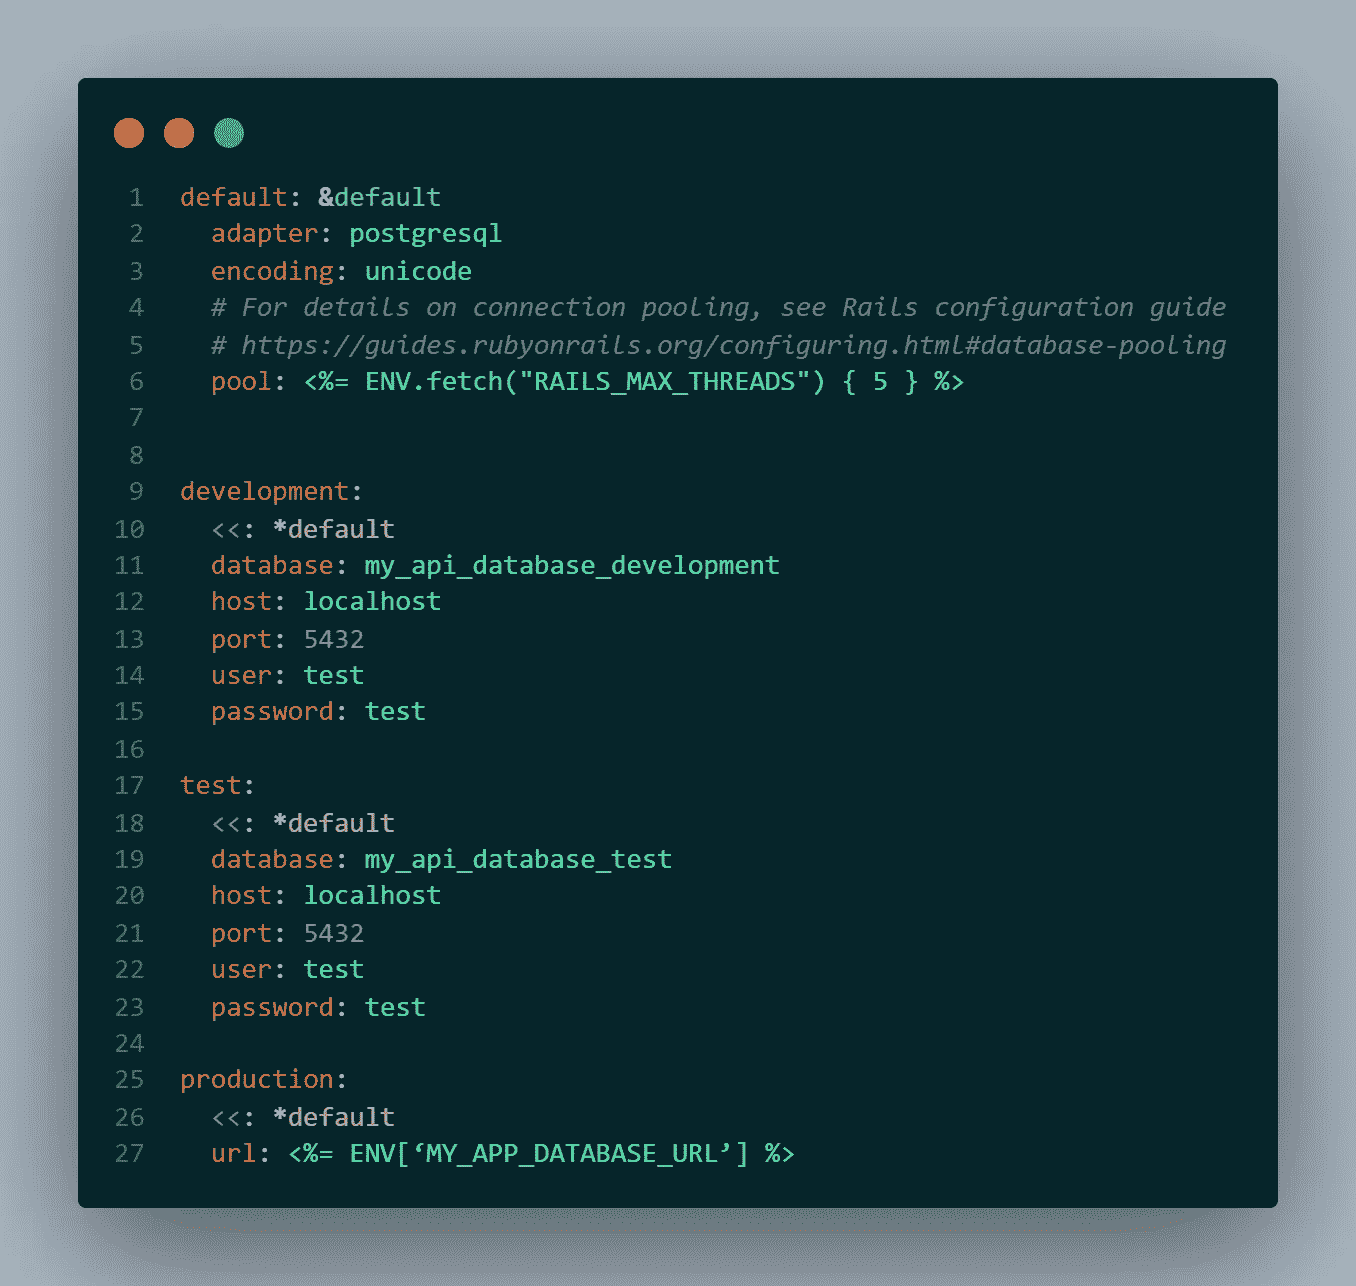 1 default: &default
2   adapter: postgresql
3   encoding: unicode
4   # For details on connection pooling, see Rails configuration guide
5   # https://guides.rubyonrails.org/configuring.html#database-pooling
6   pool: <%= ENV.fetch("RAILS_MAX_THREADS") { 5 } %>
7
8
9 development:
10   <<: *default
11   database: my_api_database_development
12   host: localhost
13   port: 5432
14   user: test
15   password: test
16
17 test:
18   <<: *default
19   database: my_api_database_test
20   host: localhost
21   port: 5432
22   user: test
23   password: test
24
25 production:
26   <<: *default
27   url: <%= ENV[‘MY_APP_DATABASE_URL’] %>